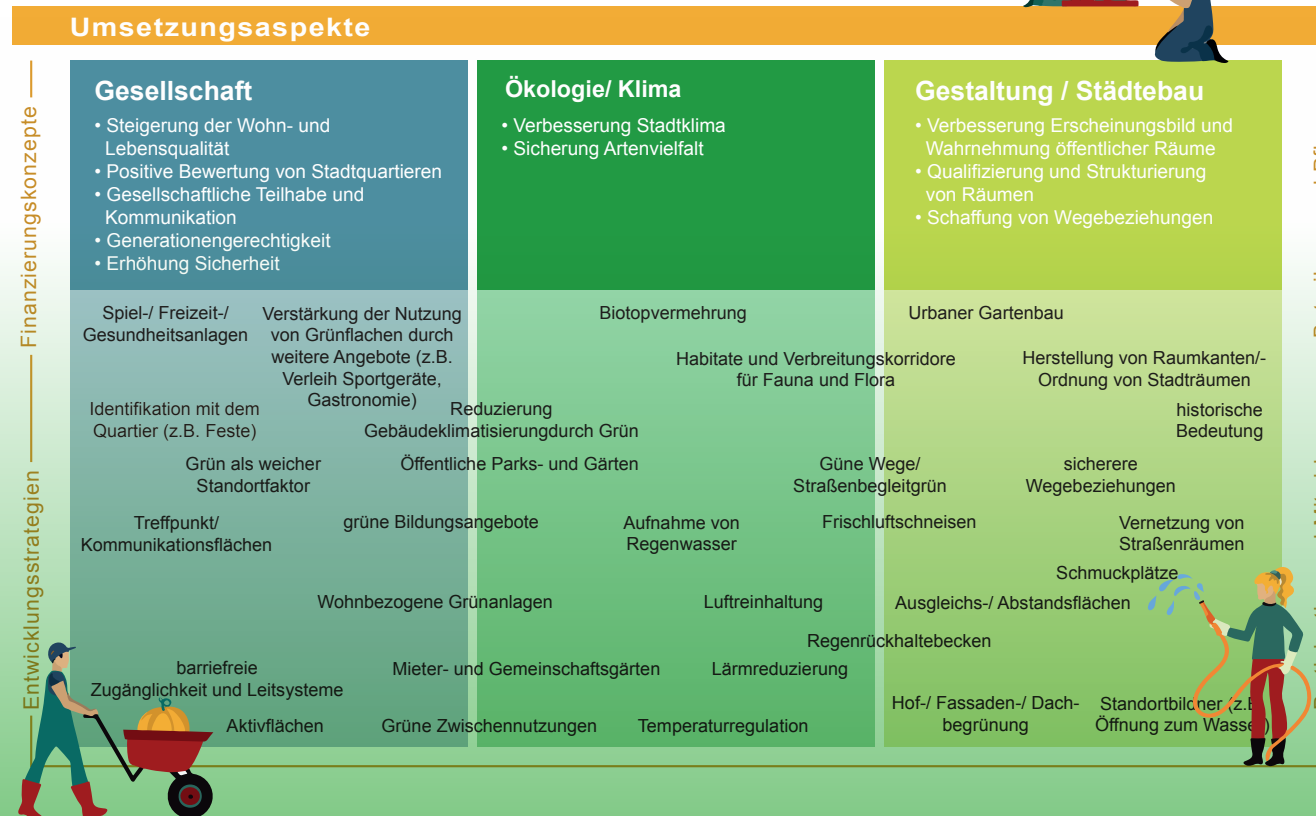 Umsetzungsaspekte
Finanzierungskonzepte
Entwicklungsstrategien
Gesellschaft
• Steigerung der Wohn- und
Lebensqualität
• Positive Bewertung von Stadtquartieren
• Gesellschaftliche Teilhabe und
Kommunikation
• Generationengerechtigkeit
• Erhöhung Sicherheit
Ökologie/ Klima
• Verbesserung Stadtklima
• Sicherung Artenvielfalt
Gestaltung / Städtebau
• Verbesserung Erscheinungsbild und
Wahrnehmung öffentlicher Räume
• Qualifizierung und Strukturierung
von Räumen
• Schaffung von Wegebeziehungen
Spiel-/ Freizeit-/
Gesundheitsanlagen
Verstärkung der Nutzung
von Grünflachen durch
weitere Angebote (z.B.
Verleih Sportgeräte,
Gastronomie)
Biotopvermehrung
Urbaner Gartenbau
Habitate und Verbreitungskorridore
für Fauna und Flora
Herstellung von Raumkanten/-
Ordnung von Stadträumen
Identifikation mit dem
Quartier (z.B. Feste)
Reduzierung
Gebäudeklimatisierungdurch Grün
historische
Bedeutung
Grün als weicher
Standortfaktor
Öffentliche Parks- und Gärten
Güne Wege/
Straßenbegleitgrün
sicherere
Wegebeziehungen
Treffpunkt/
Kommunikationsflächen
grüne Bildungsangebote
Aufnahme von
Regenwasser
Frischluftschneisen
Vernetzung von
Straßenräumen
Schmuckplätze
Wohnbezogene Grünanlagen
Luftreinhaltung
Ausgleichs-/ Abstandsflächen
Regenrückhaltebecken
barriefreie
Zugänglichkeit und Leitsysteme
Mieter- und Gemeinschaftsgärten
Lärmreduzierung
Hof-/ Fassaden-/ Dach-
begrünung
Standortbildner (z.B.
Öffnung zum Wasser)
Aktivflächen
Grüne Zwischennutzungen
Temperaturregulation